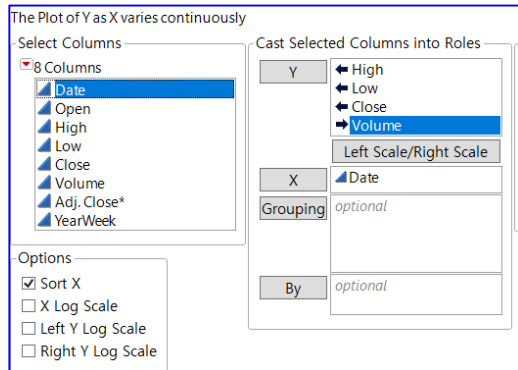 The Plot of Y as X varies continuously
Select Columns
8 Columns
Date
Open
High
Low
Close
Volume
Adj. Close*
YearWeek
Options
Sort X
X Log Scale
Left Y Log Scale
Right Y Log Scale
Cast Selected Columns into Roles
Y
High
Low
Close
Volume
Left Scale/Right Scale
X
Date
Grouping
optional
By
optional